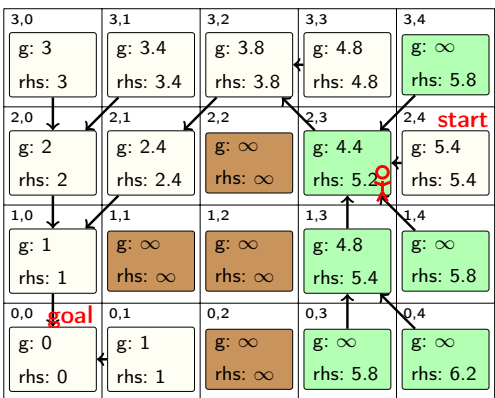 3,0 3,1 3,2 3,3 3,4
g: 3 g: 3.4 g: 3.8 g: 4.8 g: ∞
rhs: 3 rhs: 3.4 rhs: 3.8 rhs: 4.8 rhs: 5.8
2,0 2,1 2,2 2,3 2,4 start
g: 2 g: 2.4 g: ∞ g: 4.4 g: 5.4
rhs: 2 rhs: 2.4 rhs: ∞ rhs: 5.2 rhs: 5.4
1,0 1,1 1,2 1,3 1,4
g: 1 g: ∞ g: ∞ g: 4.8 g: ∞
rhs: 1 rhs: ∞ rhs: ∞ rhs: 5.4 rhs: 5.8
0,0 goal 0,1 0,2 0,3 0,4
g: 0 g: 1 g: ∞ g: ∞ g: ∞
rhs: 0 rhs: 1 rhs: ∞ rhs: 5.8 rhs: 6.2